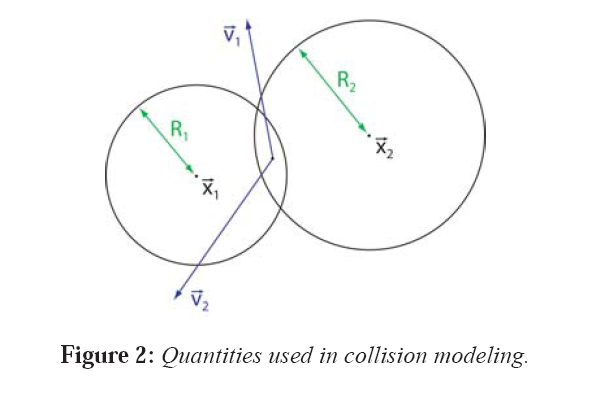 v⃗₁
R₂
R₁
x⃗₂
x⃗₁
v⃗₂
Figure 2: Quantities used in collision modeling.